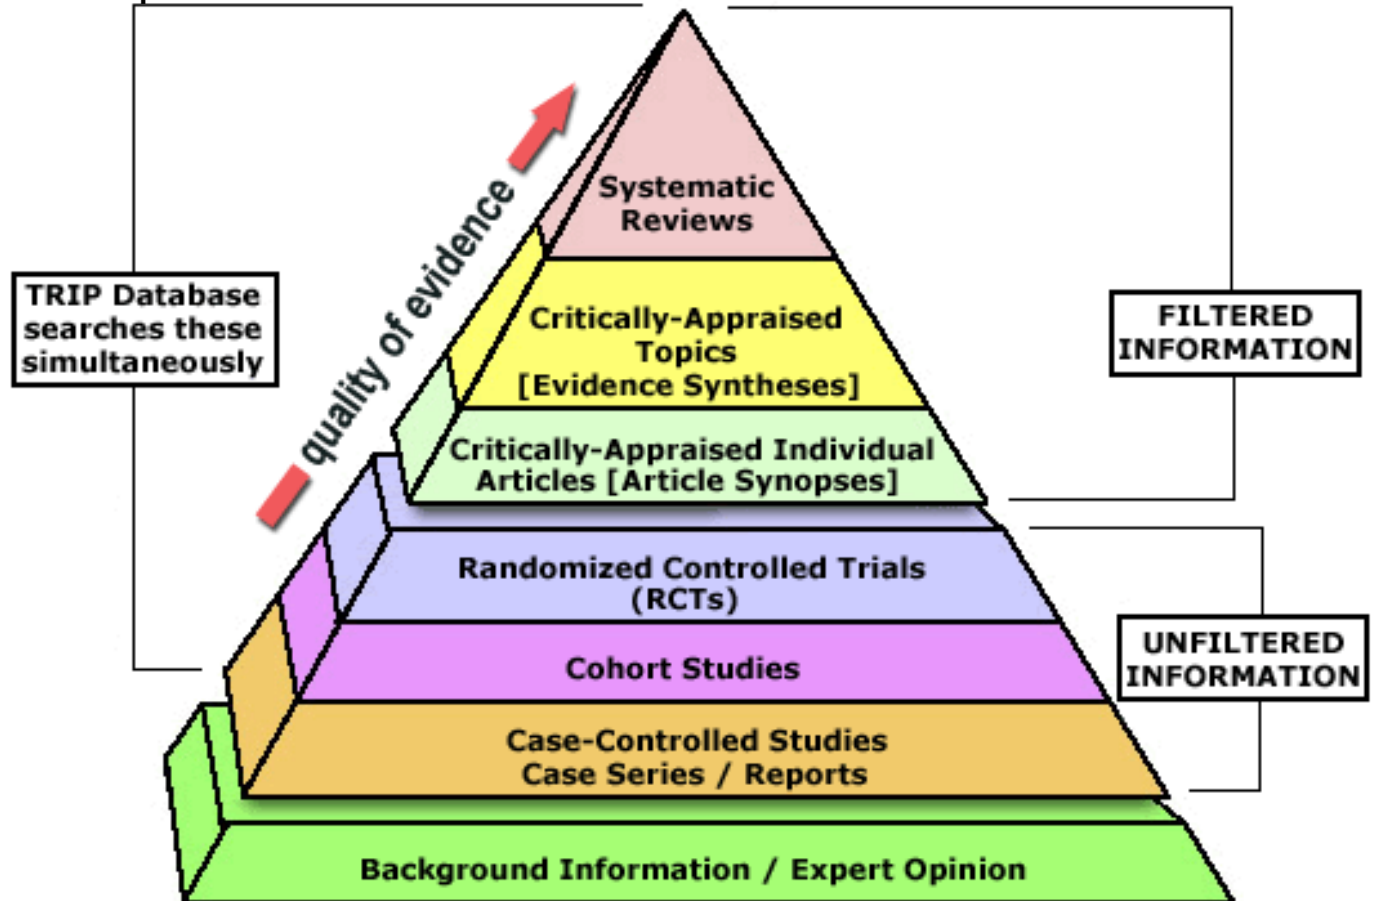 Systematic
Reviews
quality of evidence
TRIP Database
searches these
simultaneously
FILTERED
INFORMATION
Critically-Appraised
Topics
[Evidence Syntheses]
Critically-Appraised Individual
Articles [Article Synopses]
Randomized Controlled Trials
(RCTs)
UNFILTERED
INFORMATION
Cohort Studies
Case-Controlled Studies
Case Series / Reports
Background Information / Expert Opinion